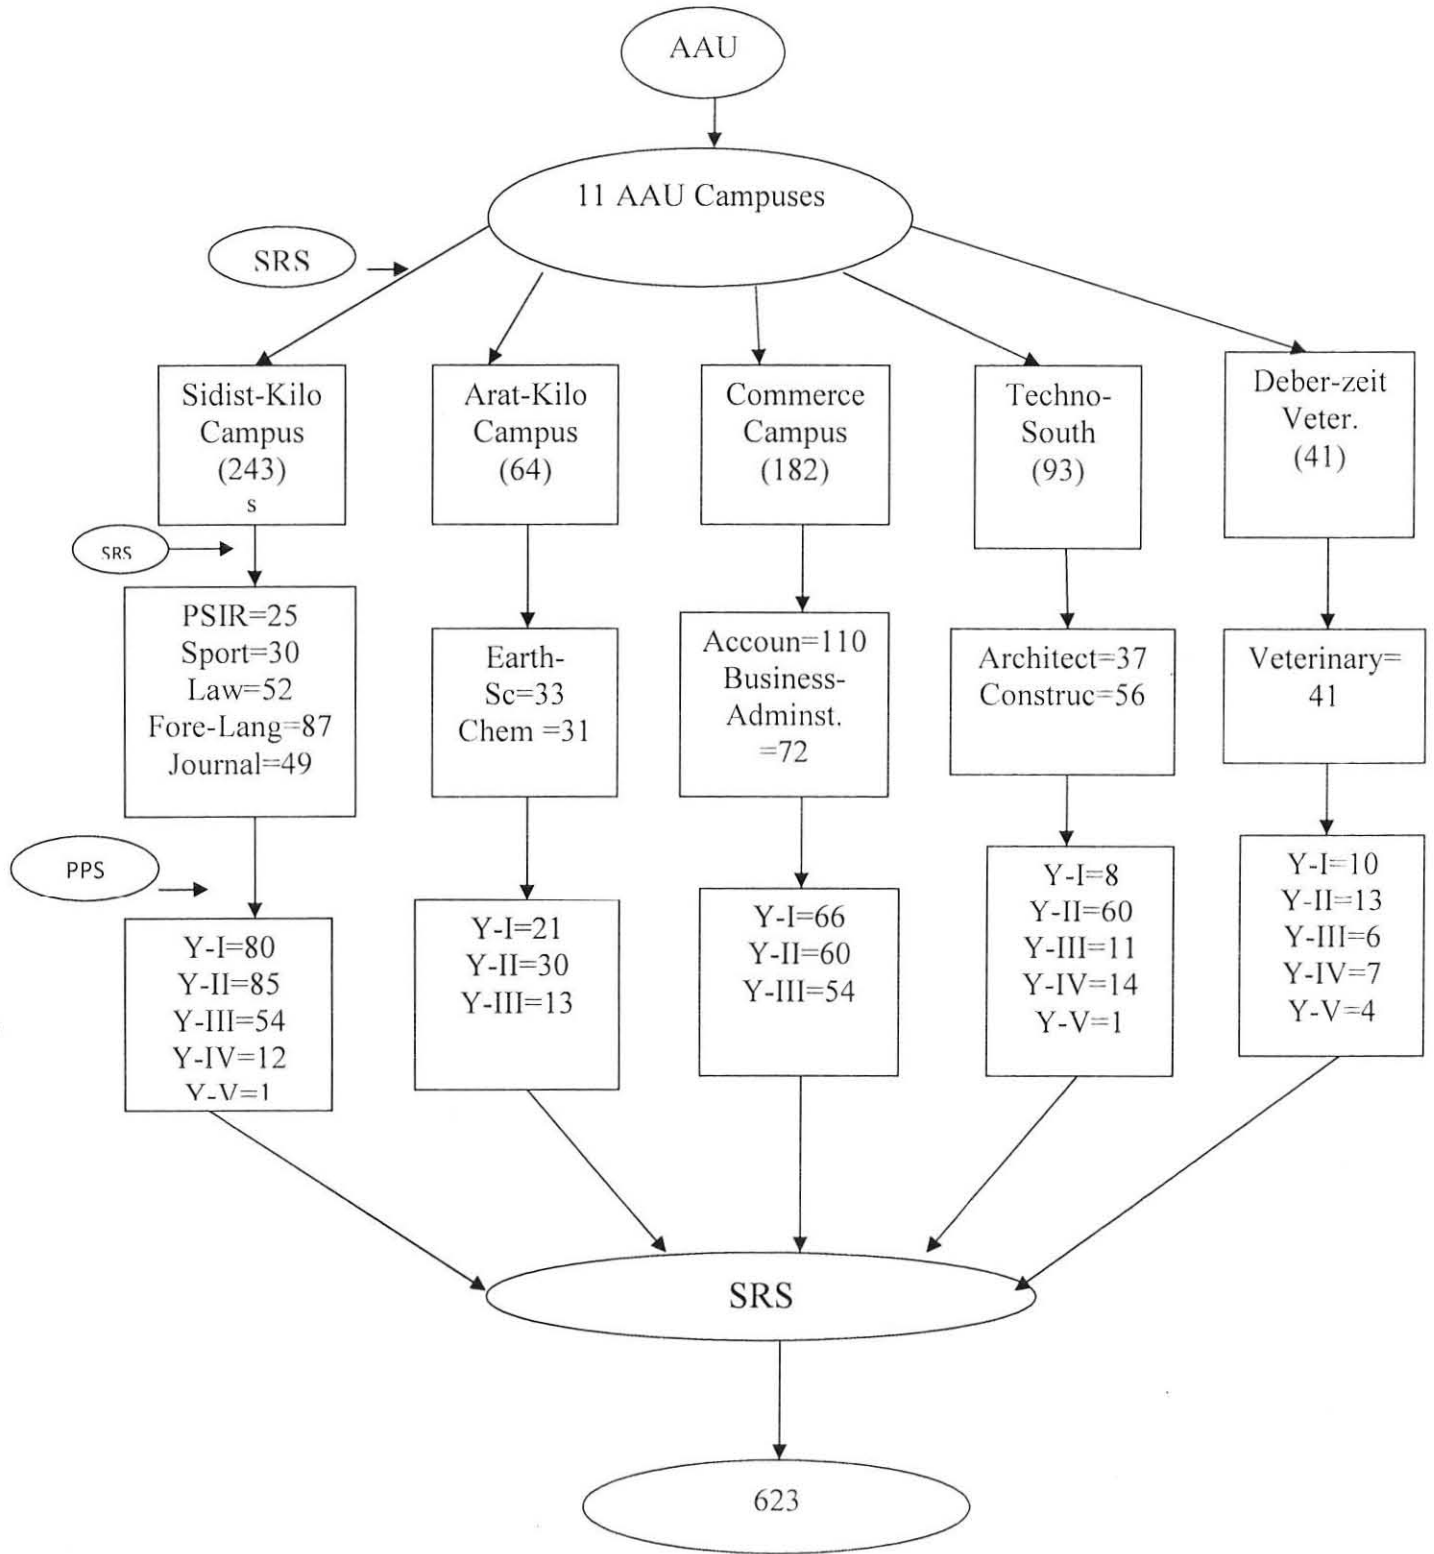 AAU
11 AAU Campuses
SRS
Sidist-Kilo
Campus
(243)
s
Arat-Kilo
Campus
(64)
Commerce
Campus
(182)
Techno-
South
(93)
Deber-zeit
Veter.
(41)
SRS
PSIR=25
Sport=30
Law=52
Fore-Lang=87
Journal=49
Earth-
Sc=33
Chem =31
Accoun=110
Business-
Adminst.
=72
Architect=37
Construc=56
Veterinary=
41
PPS
Y-I=80
Y-II=85
Y-III=54
Y-IV=12
Y-V=1
Y-I=21
Y-II=30
Y-III=13
Y-I=66
Y-II=60
Y-III=54
Y-I=8
Y-II=60
Y-III=11
Y-IV=14
Y-V=1
Y-I=10
Y-II=13
Y-III=6
Y-IV=7
Y-V=4
SRS
623